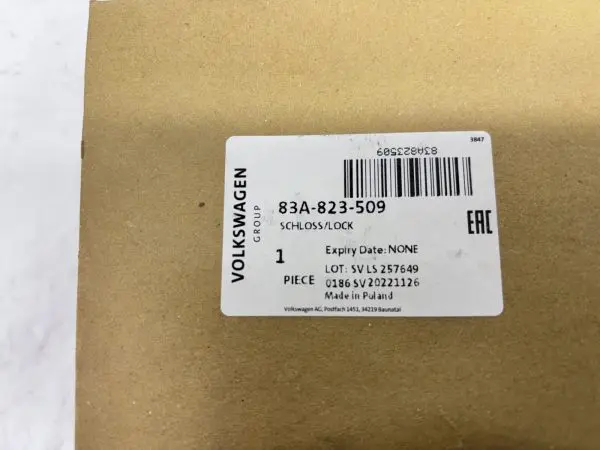 3847
83A823509
VOLKSWAGEN
GROUP
83A-823-509
SCHLOSS/LOCK
EAC
1
PIECE
Expiry Date: NONE
LOT: SV LS 257649
0186 SV 20221126
Made in Poland
Volkswagen AG, Postfach 1451, 34219 Baunatal